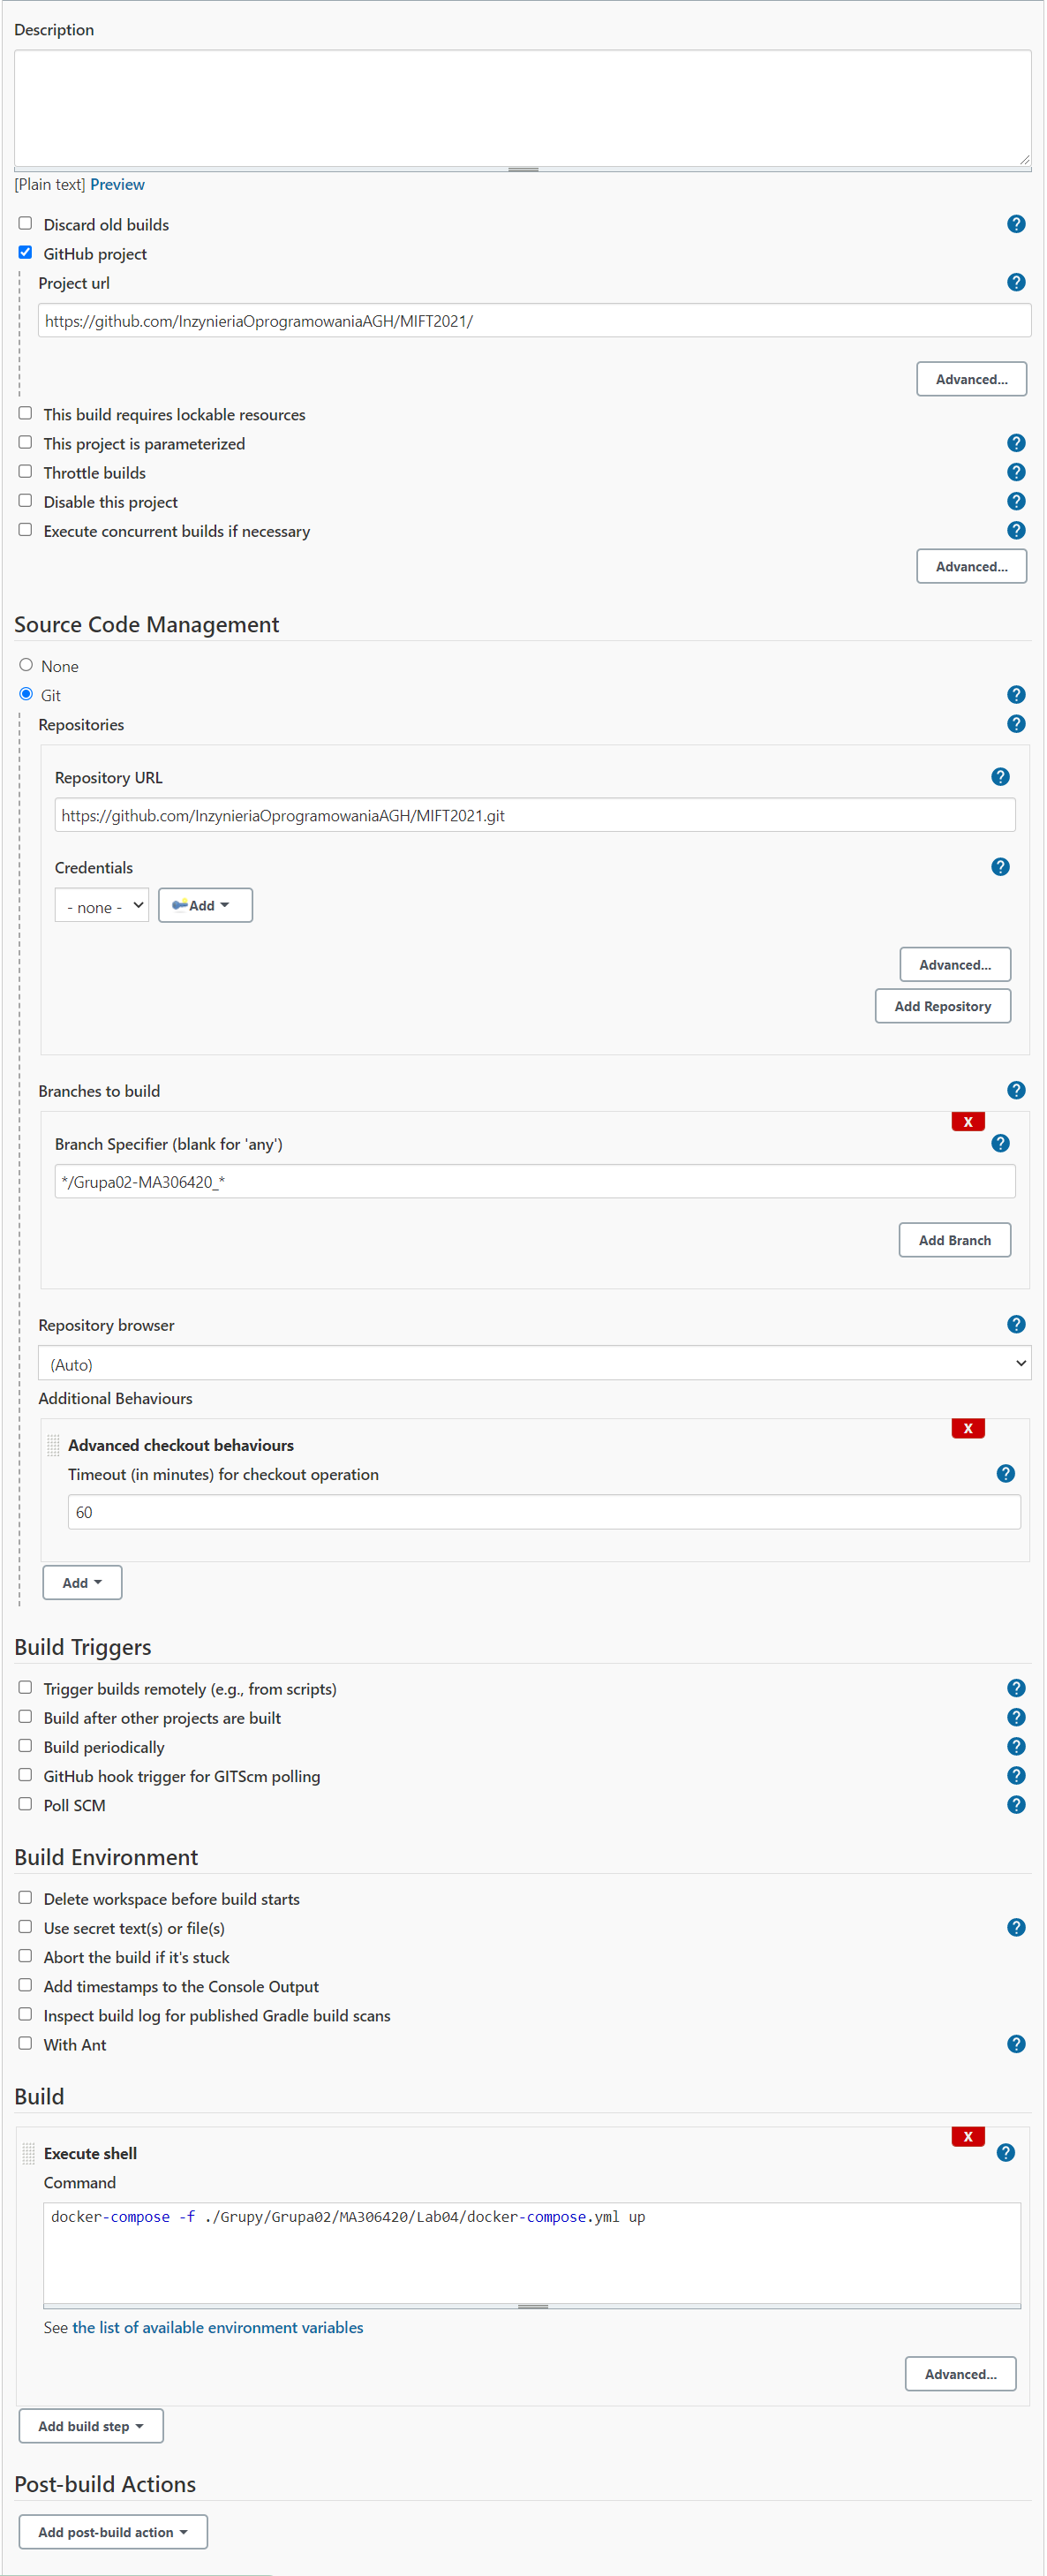 Description
[Plain text] Preview
Discard old builds
GitHub project
Project url
https://github.com/InzynieriaOprogramowaniaAGH/MIFT2021/
Advanced...
This build requires lockable resources
This project is parameterized
Throttle builds
Disable this project
Execute concurrent builds if necessary
Advanced...
Source Code Management
None
Git
Repositories
Repository URL
https://github.com/InzynieriaOprogramowaniaAGH/MIFT2021.git
Credentials
- none - Add
Advanced...
Add Repository
Branches to build
X
Branch Specifier (blank for 'any')
*/Grupa02-MA306420_*
Add Branch
Repository browser
(Auto)
Additional Behaviours
X
Advanced checkout behaviours
Timeout (in minutes) for checkout operation
60
Add
Build Triggers
Trigger builds remotely (e.g., from scripts)
Build after other projects are built
Build periodically
GitHub hook trigger for GITScm polling
Poll SCM
Build Environment
Delete workspace before build starts
Use secret text(s) or file(s)
Abort the build if it's stuck
Add timestamps to the Console Output
Inspect build log for published Gradle build scans
With Ant
Build
X
Execute shell
Command
docker-compose -f ./Grupy/Grupa02/MA306420/Lab04/docker-compose.yml up
See the list of available environment variables
Advanced...
Add build step
Post-build Actions
Add post-build action